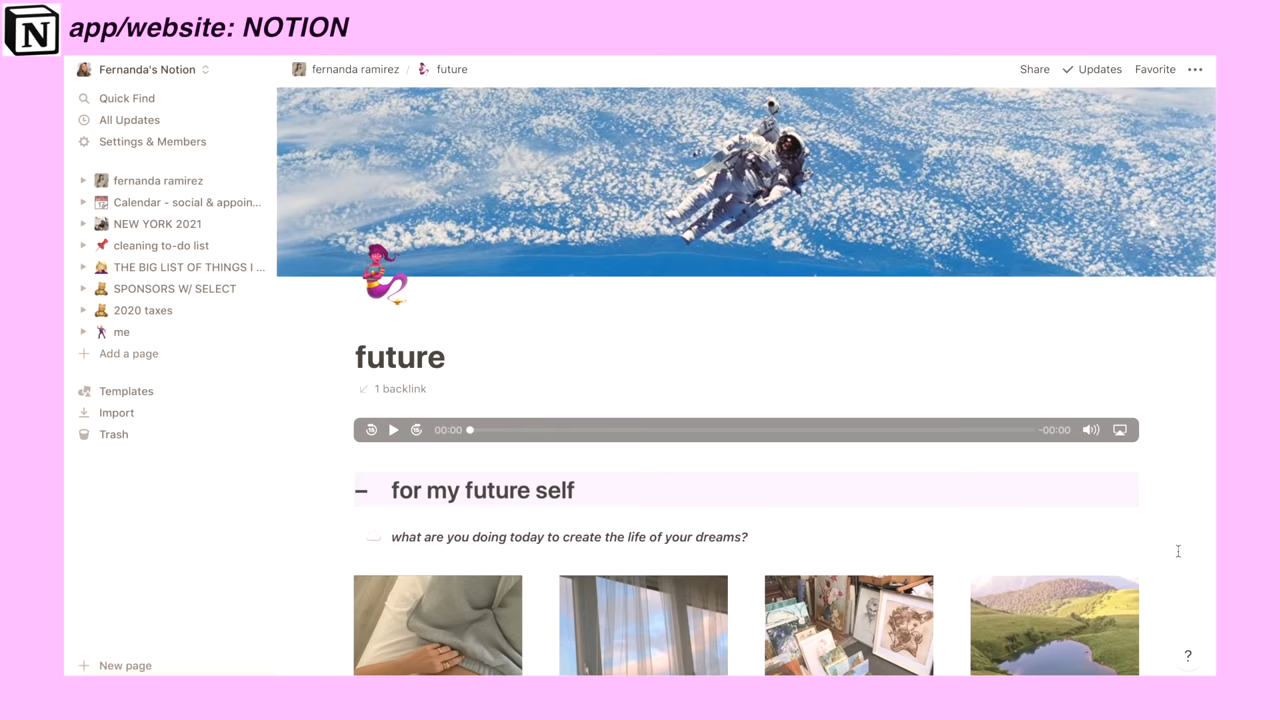 N
app/website: NOTION
Fernanda's Notion
fernanda ramirez / future
Share Updates Favorite
Quick Find
All Updates
Settings & Members
fernanda ramirez
Calendar - social & appoin...
NEW YORK 2021
cleaning to-do list
THE BIG LIST OF THINGS I ...
SPONSORS W/ SELECT
2020 taxes
me
Add a page
Templates
Import
Trash
New page
future
1 backlink
15 15 00:00 -00:00
– for my future self
what are you doing today to create the life of your dreams?
?